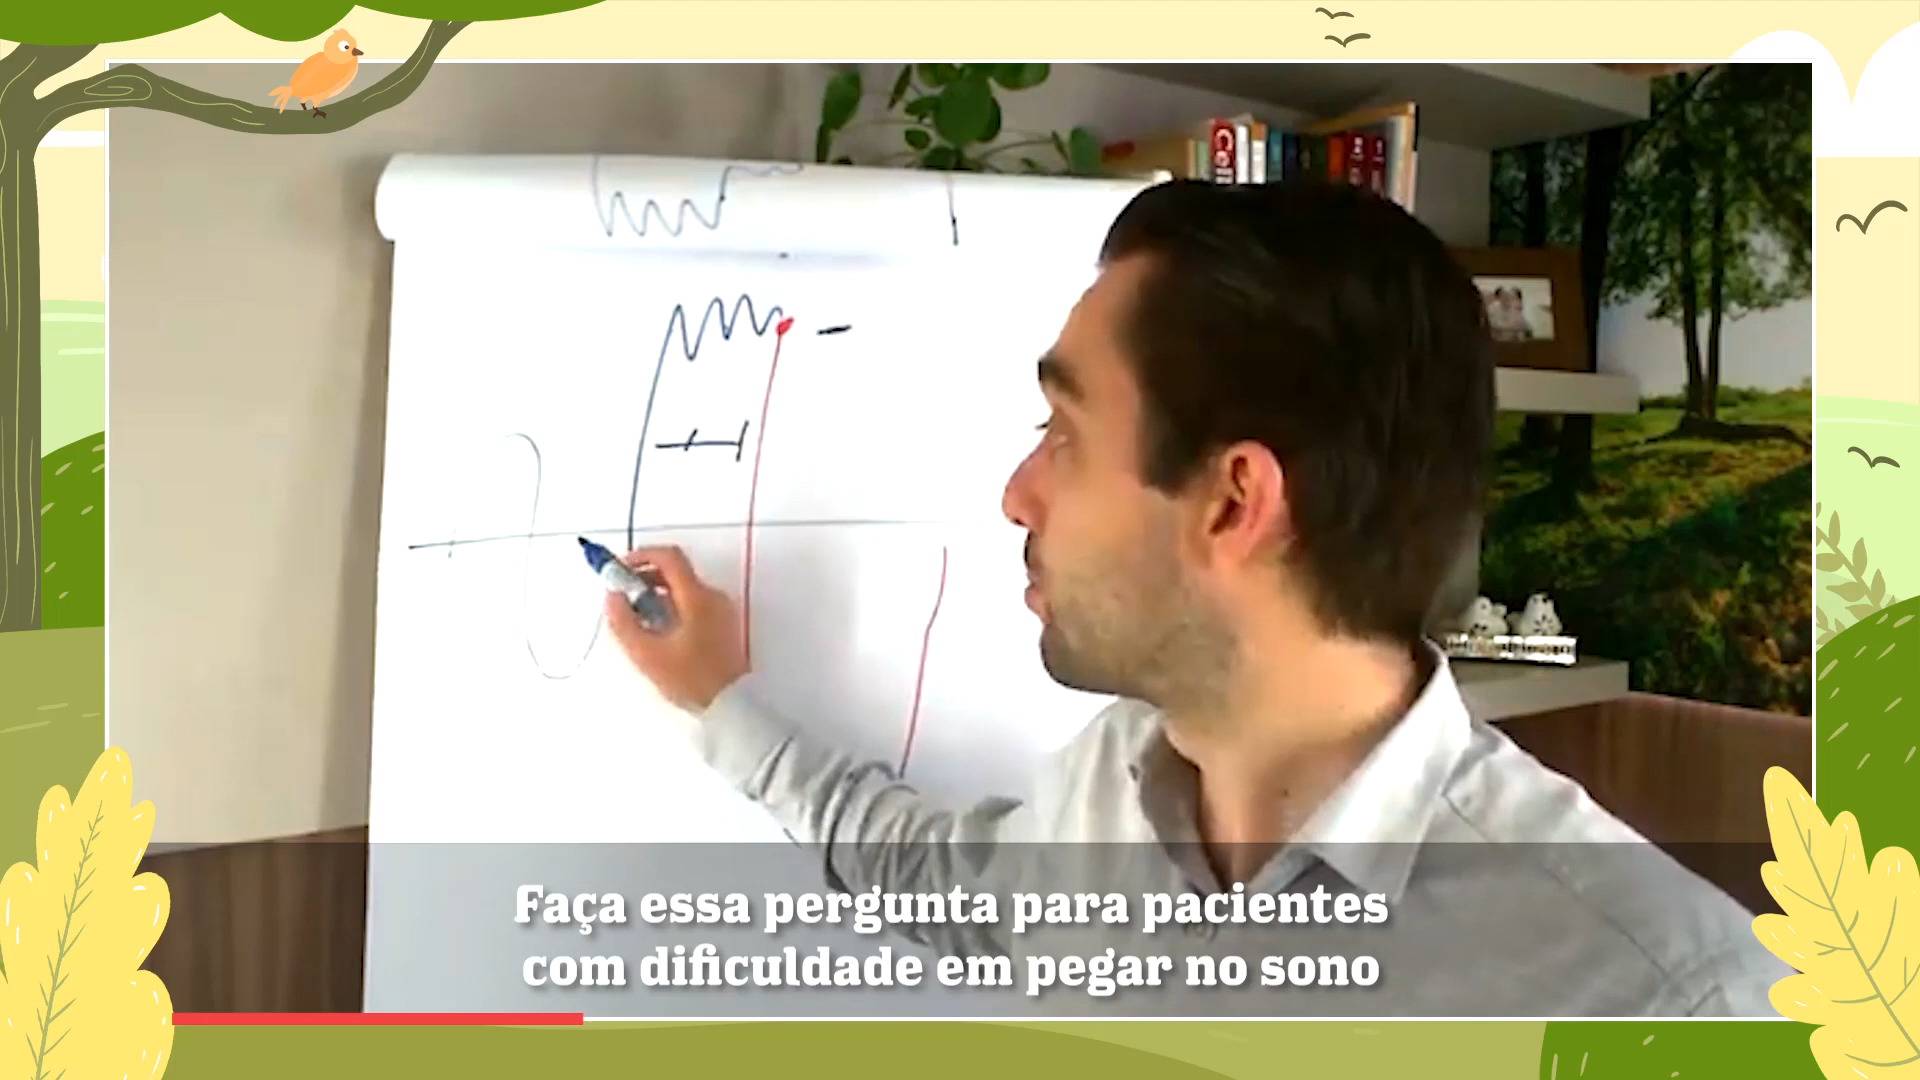 Faça essa pergunta para pacientes
com dificuldade em pegar no sono